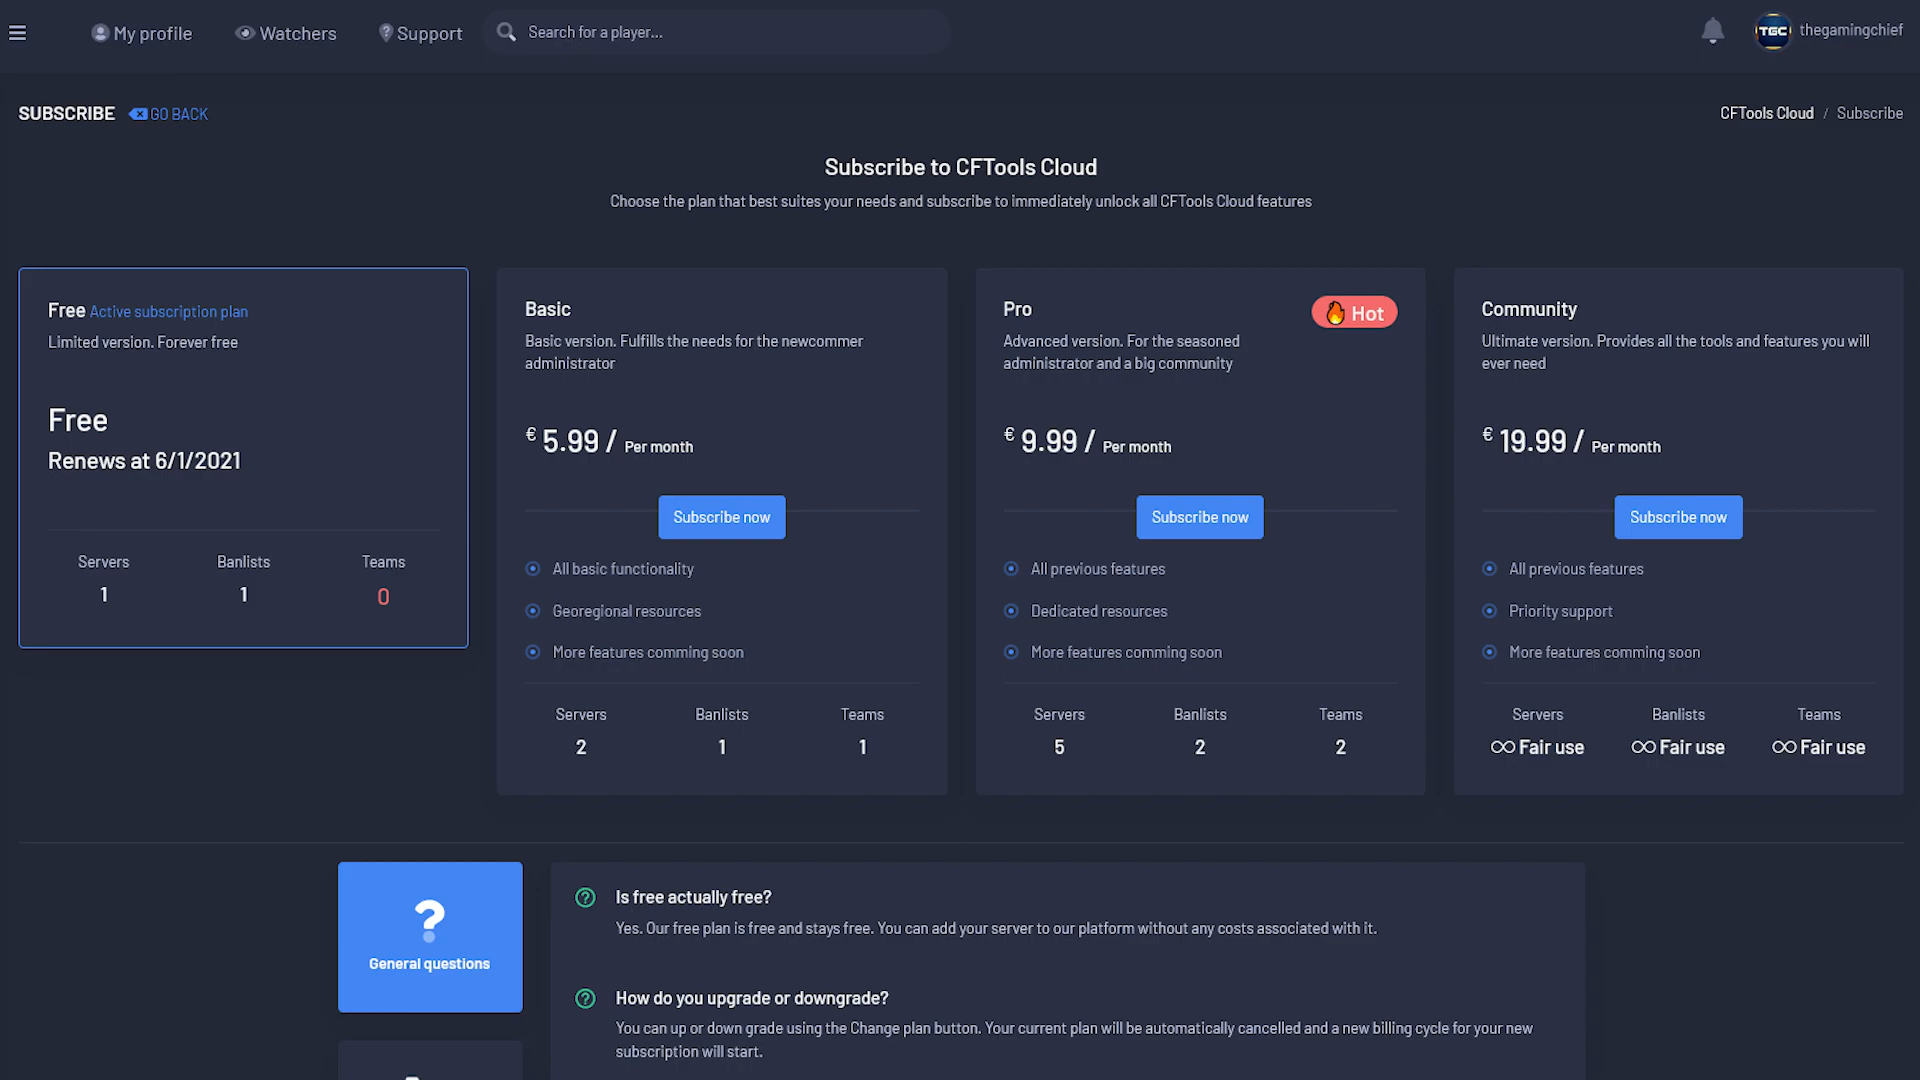 My profile
Watchers
Support
Search for a player...
TGC
thegamingchief
SUBSCRIBE
GO BACK
CFTools Cloud / Subscribe
Subscribe to CFTools Cloud
Choose the plan that best suites your needs and subscribe to immediately unlock all CFTools Cloud features
Free Active subscription plan
Limited version. Forever free
Free
Renews at 6/1/2021
Servers Banlists Teams
1 1 0
Basic
Basic version. Fulfills the needs for the newcommer
administrator
€ 5.99 / Per month
Subscribe now
All basic functionality
Georegional resources
More features comming soon
Servers Banlists Teams
2 1 1
Pro
Hot
Advanced version. For the seasoned
administrator and a big community
€ 9.99 / Per month
Subscribe now
All previous features
Dedicated resources
More features comming soon
Servers Banlists Teams
5 2 2
Community
Ultimate version. Provides all the tools and features you will
ever need
€ 19.99 / Per month
Subscribe now
All previous features
Priority support
More features comming soon
Servers Banlists Teams
∞ Fair use ∞ Fair use ∞ Fair use
?
General questions
Is free actually free?
Yes. Our free plan is free and stays free. You can add your server to our platform without any costs associated with it.
How do you upgrade or downgrade?
You can up or down grade using the Change plan button. Your current plan will be automatically cancelled and a new billing cycle for your new
subscription will start.